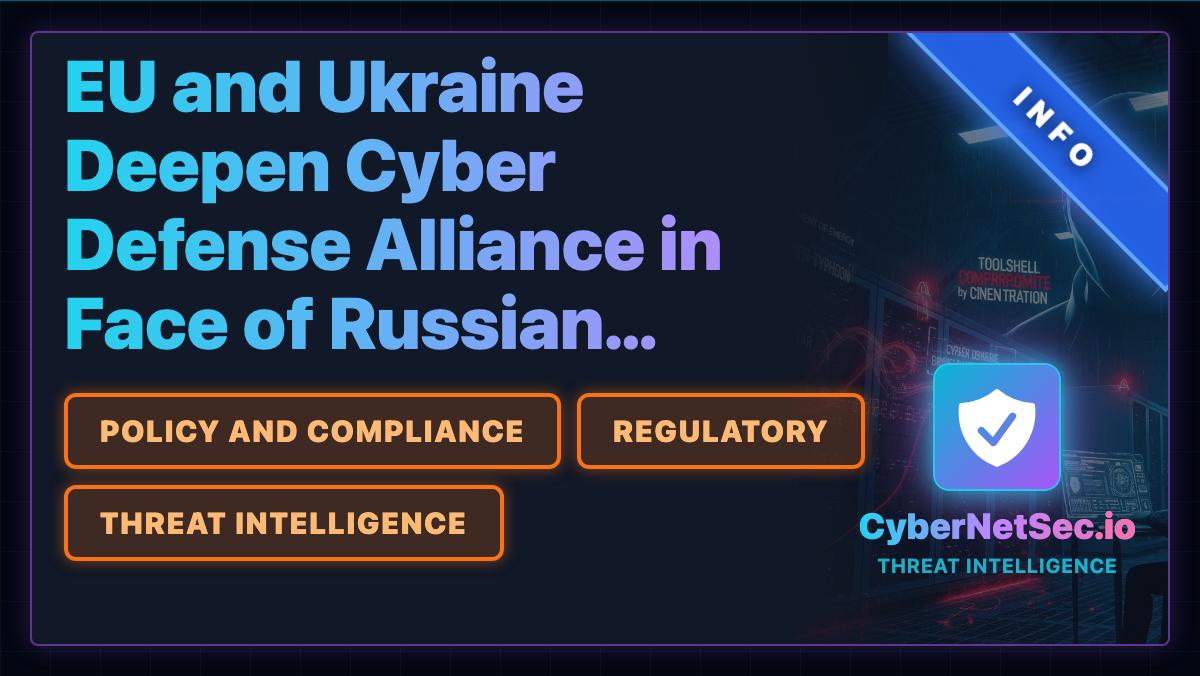 EU and Ukraine
Deepen Cyber
Defense Alliance in
Face of Russian...
INFO
TOOLSHELL
COMPRROMITE
by CINENTRATION
POLICY AND COMPLIANCE
REGULATORY
THREAT INTELLIGENCE
CyberNetSec.io
THREAT INTELLIGENCE